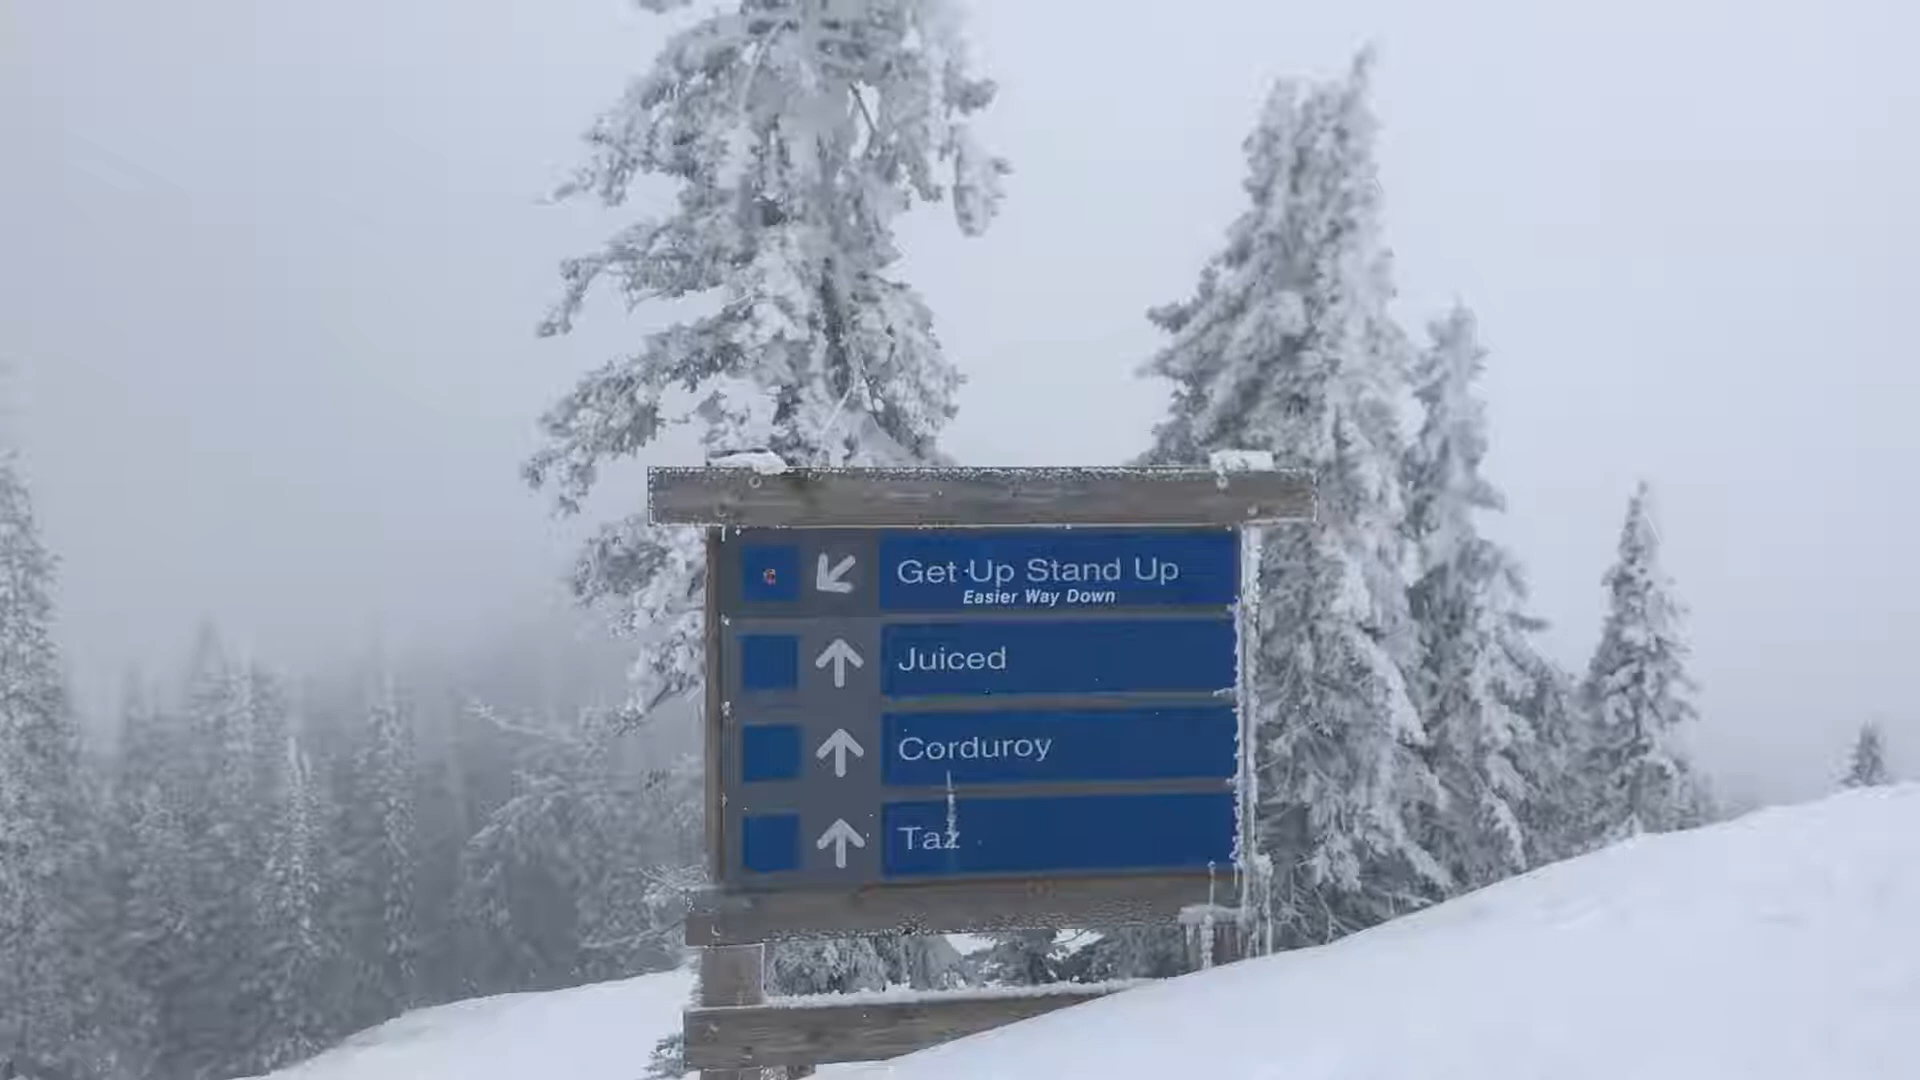 Get Up Stand Up
Easier Way Down
Juiced
Corduroy
Taz